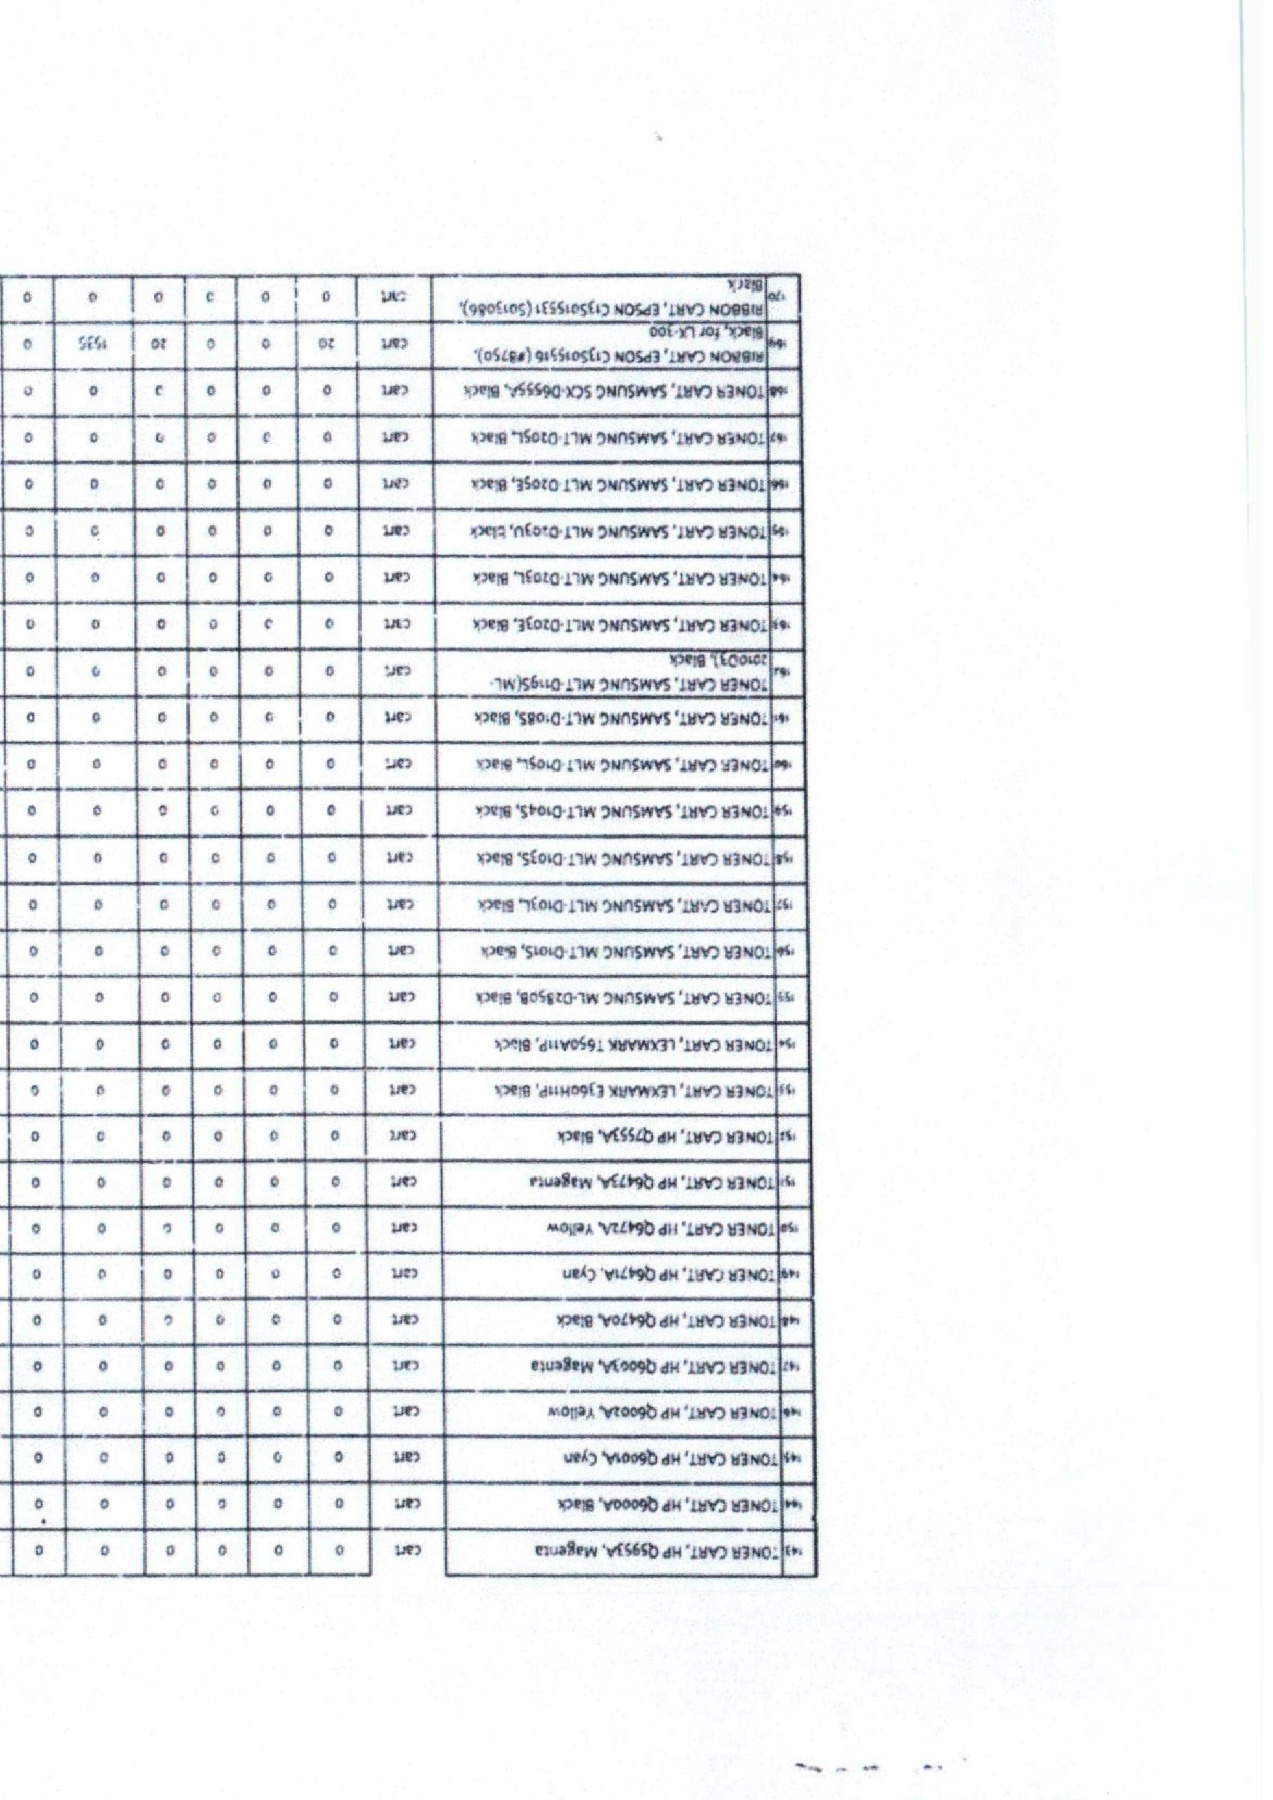 143 TONER CART, HP Q5953A, Magenta cart 0 0 0 0 0 0
144 TONER CART, HP Q6000A, Black cart 0 0 0 0 0 0
145 TONER CART, HP Q6001A, Cyan cart 0 0 0 0 0 0
146 TONER CART, HP Q6002A, Yellow cart 0 0 0 0 0 0
147 TONER CART, HP Q6003A, Magenta cart 0 0 0 0 0 0
148 TONER CART, HP Q6470A, Black cart 0 0 0 0 0 0
149 TONER CART, HP Q6471A, Cyan cart 0 0 0 0 0 0
150 TONER CART, HP Q6472A, Yellow cart 0 0 0 0 0 0
151 TONER CART, HP Q6473A, Magenta cart 0 0 0 0 0 0
152 TONER CART, HP Q7553A, Black cart 0 0 0 0 0 0
153 TONER CART, LEXMARK E360H11P, Black cart 0 0 0 0 0 0
154 TONER CART, LEXMARK T650A11P, Black cart 0 0 0 0 0 0
155 TONER CART, SAMSUNG ML-D2850B, Black cart 0 0 0 0 0 0
156 TONER CART, SAMSUNG MLT-D101S, Black cart 0 0 0 0 0 0
157 TONER CART, SAMSUNG MLT-D103L, Black cart 0 0 0 0 0 0
158 TONER CART, SAMSUNG MLT-D103S, Black cart 0 0 0 0 0 0
159 TONER CART, SAMSUNG MLT-D104S, Black cart 0 0 0 0 0 0
160 TONER CART, SAMSUNG MLT-D105L, Black cart 0 0 0 0 0 0
161 TONER CART, SAMSUNG MLT-D108S, Black cart 0 0 0 0 0 0
162 TONER CART, SAMSUNG MLT-D119S(ML- cart 0 0 0 0 0 0
2010D3), Black
163 TONER CART, SAMSUNG MLT-D203E, Black cart 0 0 0 0 0 0
164 TONER CART, SAMSUNG MLT-D203L, Black cart 0 0 0 0 0 0
165 TONER CART, SAMSUNG MLT-D203U, black cart 0 0 0 0 0 0
166 TONER CART, SAMSUNG MLT-D205E, Black cart 0 0 0 0 0 0
167 TONER CART, SAMSUNG MLT-D205L, Black cart 0 0 0 0 0 0
168 TONER CART, SAMSUNG SCX-D6555A, Black cart 0 0 0 0 0 0
169 RIBBON CART, EPSON C13S015516 (#8750), cart 20 0 0 20 1535 0
Black, for LX-300
170 RIBBON CART, EPSON C13S015531 (S015086), cart 0 0 0 0 0 0
Black